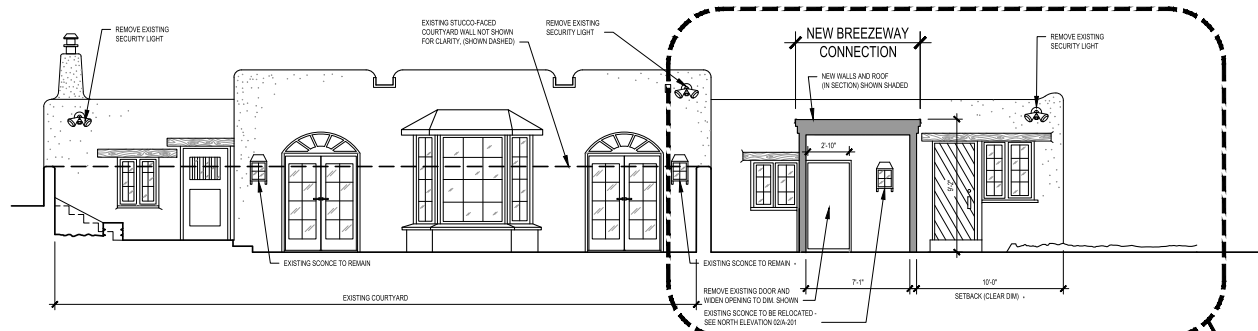 REMOVE EXISTING
SECURITY LIGHT
EXISTING STUCCO-FACED
COURTYARD WALL NOT SHOWN
FOR CLARITY, (SHOWN DASHED)
REMOVE EXISTING
SECURITY LIGHT
NEW BREEZEWAY
CONNECTION
NEW WALLS AND ROOF
(IN SECTION) SHOWN SHADED
REMOVE EXISTING
SECURITY LIGHT
2'-10"
EXISTING SCONCE TO REMAIN
EXISTING SCONCE TO REMAIN
EXISTING COURTYARD
REMOVE EXISTING DOOR AND
WIDEN OPENING TO DIM. SHOWN
EXISTING SCONCE TO BE RELOCATED -
SEE NORTH ELEVATION 02/A-201
7'-1"
10'-0"
SETBACK (CLEAR DIM)